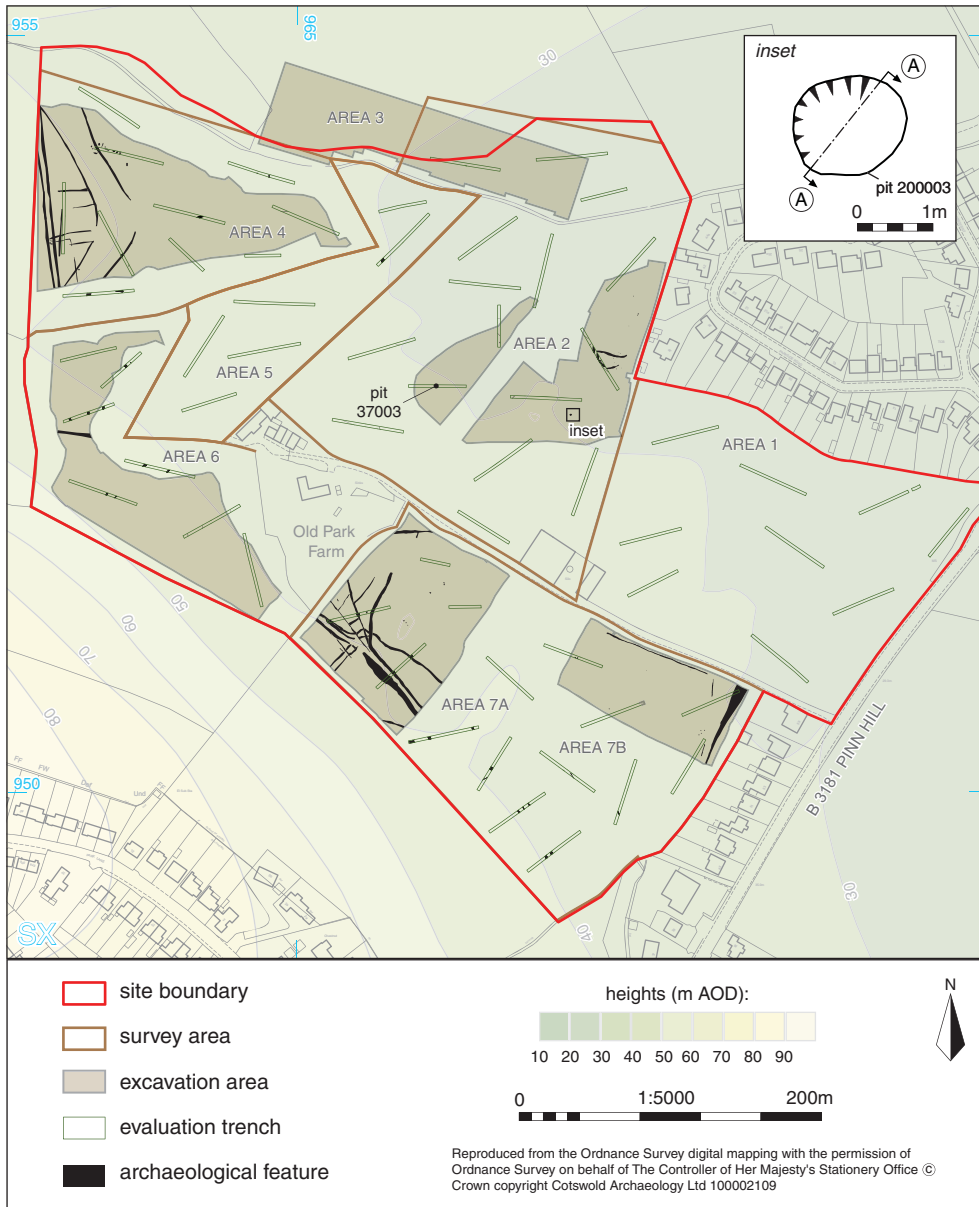 955
965
30
inset
A
A
pit 200003
0 1m
AREA 3
AREA 4
AREA 2
AREA 5
pit
37003
inset
AREA 1
AREA 6
Old Park
Farm
50
60
70
80
AREA 7A
AREA 7B
B 3181 PINN HILL
950
FF
FW
Def
Und
FF
30
40
SX
site boundary
survey area
excavation area
evaluation trench
archaeological feature
heights (m AOD):
10 20 30 40 50 60 70 80 90
N
0 1:5000 200m
Reproduced from the Ordnance Survey digital mapping with the permission of
Ordnance Survey on behalf of The Controller of Her Majesty's Stationery Office ©
Crown copyright Cotswold Archaeology Ltd 100002109